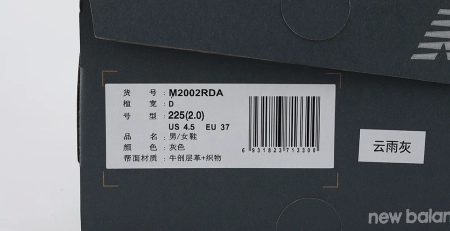 货 号：M2002RDA
楦 宽：D
号 型：225(2.0)
US 4.5 EU 37
品 名：男/女鞋
颜 色：灰色
帮面材质：牛剖层革+织物
云雨灰
new balan